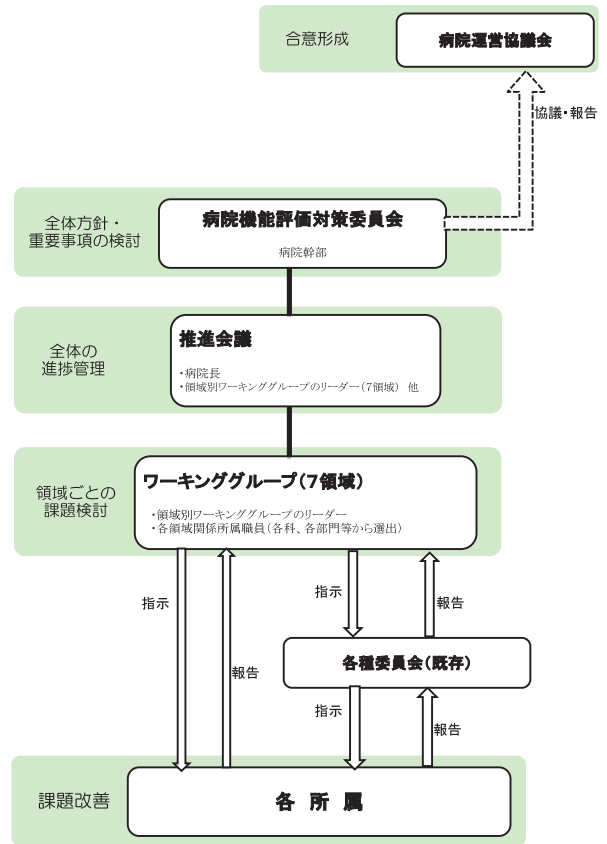 合意形成
病院運営協議会
協議・報告
全体方針・
重要事項の検討
病院機能評価対策委員会
病院幹部
全体の
進捗管理
推進会議
・病院長
・領域別ワーキンググループのリーダー（7領域） 他
領域ごとの
課題検討
ワーキンググループ（7領域）
・領域別ワーキンググループのリーダー
・各領域関係所属職員（各科、各部門等から選出）
指示
報告
指示
報告
各種委員会（既存）
指示
報告
課題改善
各 所 属